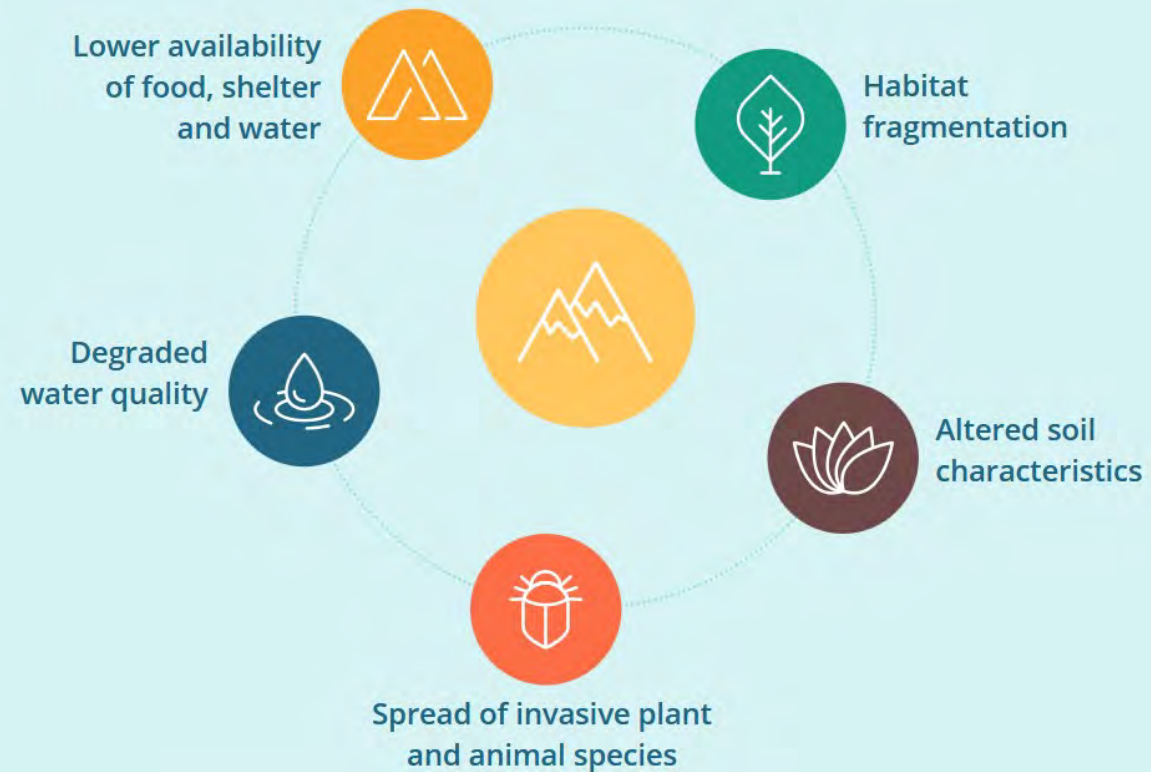 Lower availability
of food, shelter
and water
Habitat
fragmentation
Degraded
water quality
Altered soil
characteristics
Spread of invasive plant
and animal species